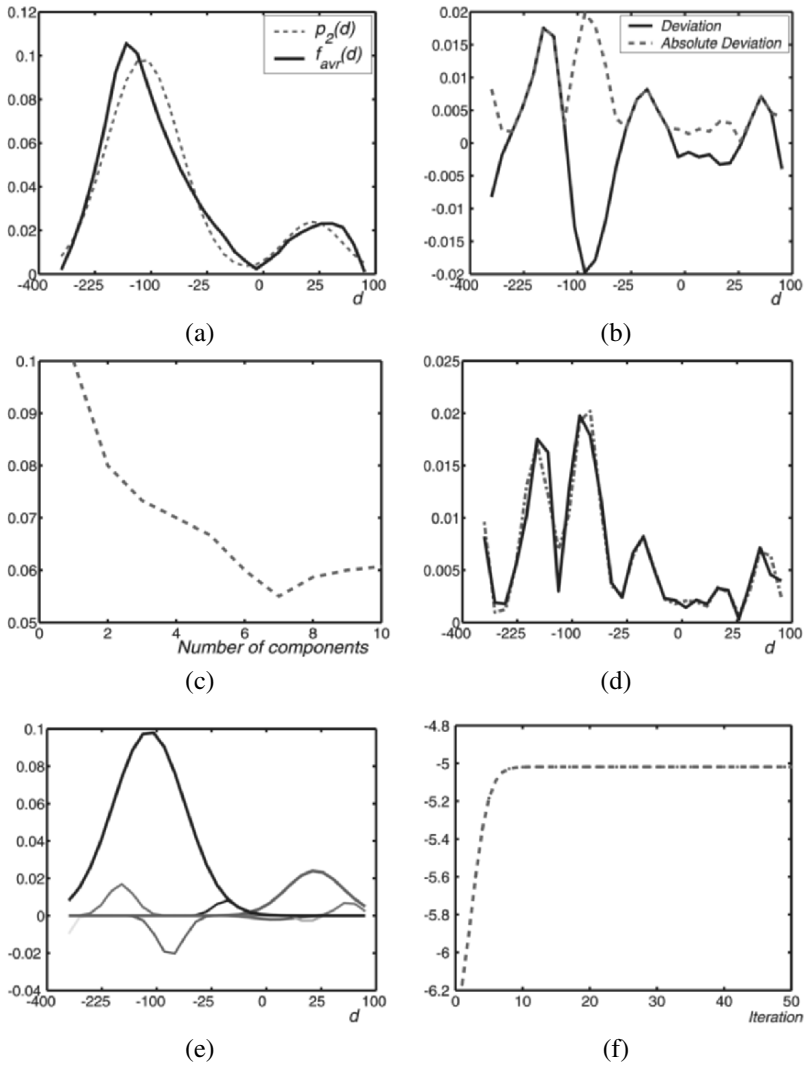 0.12
0.1
0.08
0.06
0.04
0.02
0
-400 -225 -100 -25 0 25 100
d
p2(d)
favr(d)
(a)
0.02
0.015
0.01
0.005
0
-0.005
-0.01
-0.015
-0.02
-400 -225 -100 -25 0 25 100
d
Deviation
Absolute Deviation
(b)
0.1
0.09
0.08
0.07
0.06
0.05
0 2 4 6 8 10
Number of components
(c)
0.025
0.02
0.015
0.01
0.005
0
-400 -225 -100 -25 0 25 100
d
(d)
0.1
0.08
0.06
0.04
0.02
0
-0.02
-0.04
-400 -225 -100 -25 0 25 100
d
(e)
-4.8
-5
-5.2
-5.4
-5.6
-5.8
-6
-6.2
0 10 20 30 40 50
Iteration
(f)